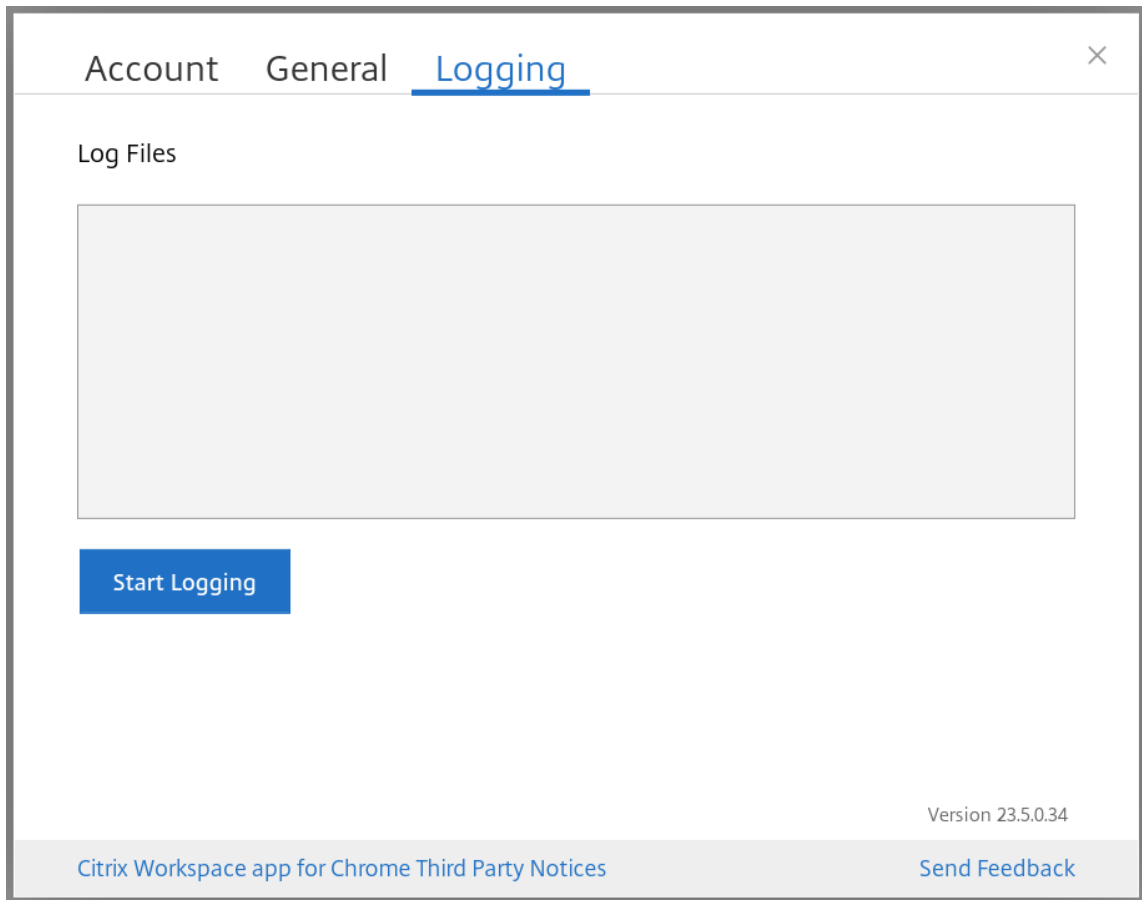 Account General Logging
Log Files
Start Logging
Version 23.5.0.34
Citrix Workspace app for Chrome Third Party Notices Send Feedback